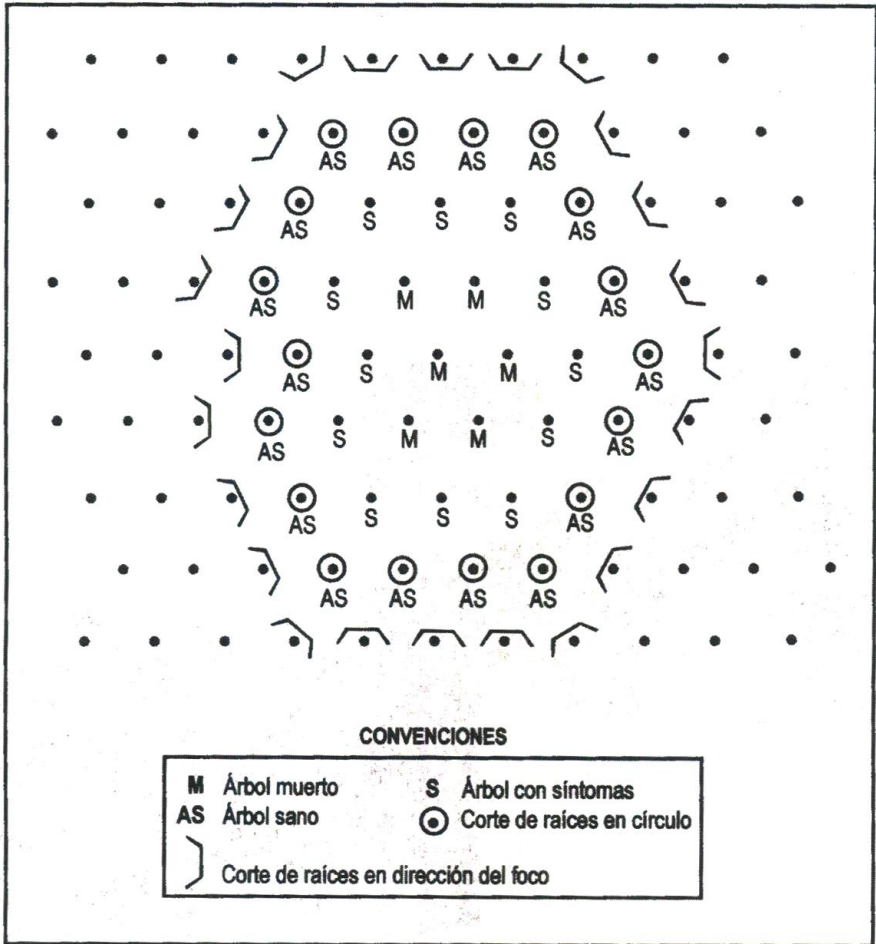 AS AS AS AS
AS S S S AS
AS S M M S AS
AS S M M S AS
AS S M M S AS
AS S S S AS
AS AS AS AS
CONVENCIONES
M Árbol muerto S Árbol con síntomas
AS Árbol sano Corte de raíces en círculo
Corte de raíces en dirección del foco